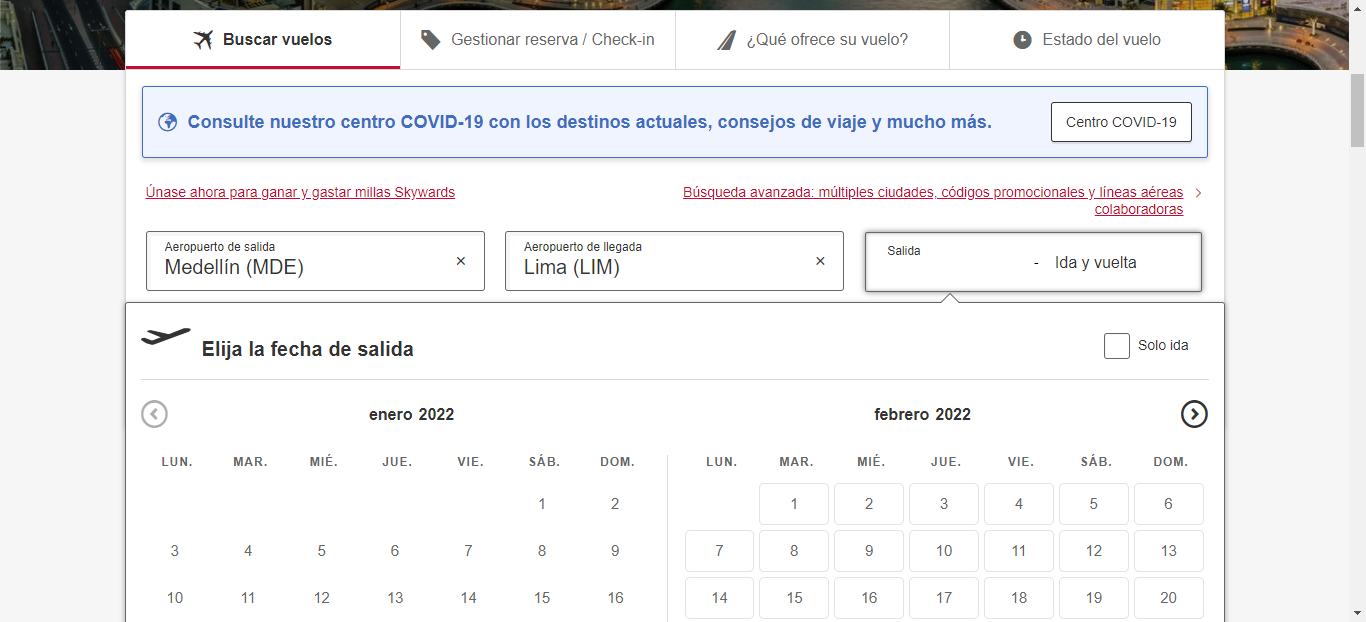 Buscar vuelos
Gestionar reserva / Check-in
¿Qué ofrece su vuelo?
Estado del vuelo
Consulte nuestro centro COVID-19 con los destinos actuales, consejos de viaje y mucho más.
Centro COVID-19
Únase ahora para ganar y gastar millas Skywards
Búsqueda avanzada: múltiples ciudades, códigos promocionales y líneas aéreas
colaboradoras
Aeropuerto de salida
Medellín (MDE)
Aeropuerto de llegada
Lima (LIM)
Salida
- Ida y vuelta
Elija la fecha de salida
Solo ida
enero 2022
LUN. MAR. MIÉ. JUE. VIE. SÁB. DOM.
1 2
3 4 5 6 7 8 9
10 11 12 13 14 15 16
febrero 2022
LUN. MAR. MIÉ. JUE. VIE. SÁB. DOM.
1 2 3 4 5 6
7 8 9 10 11 12 13
14 15 16 17 18 19 20